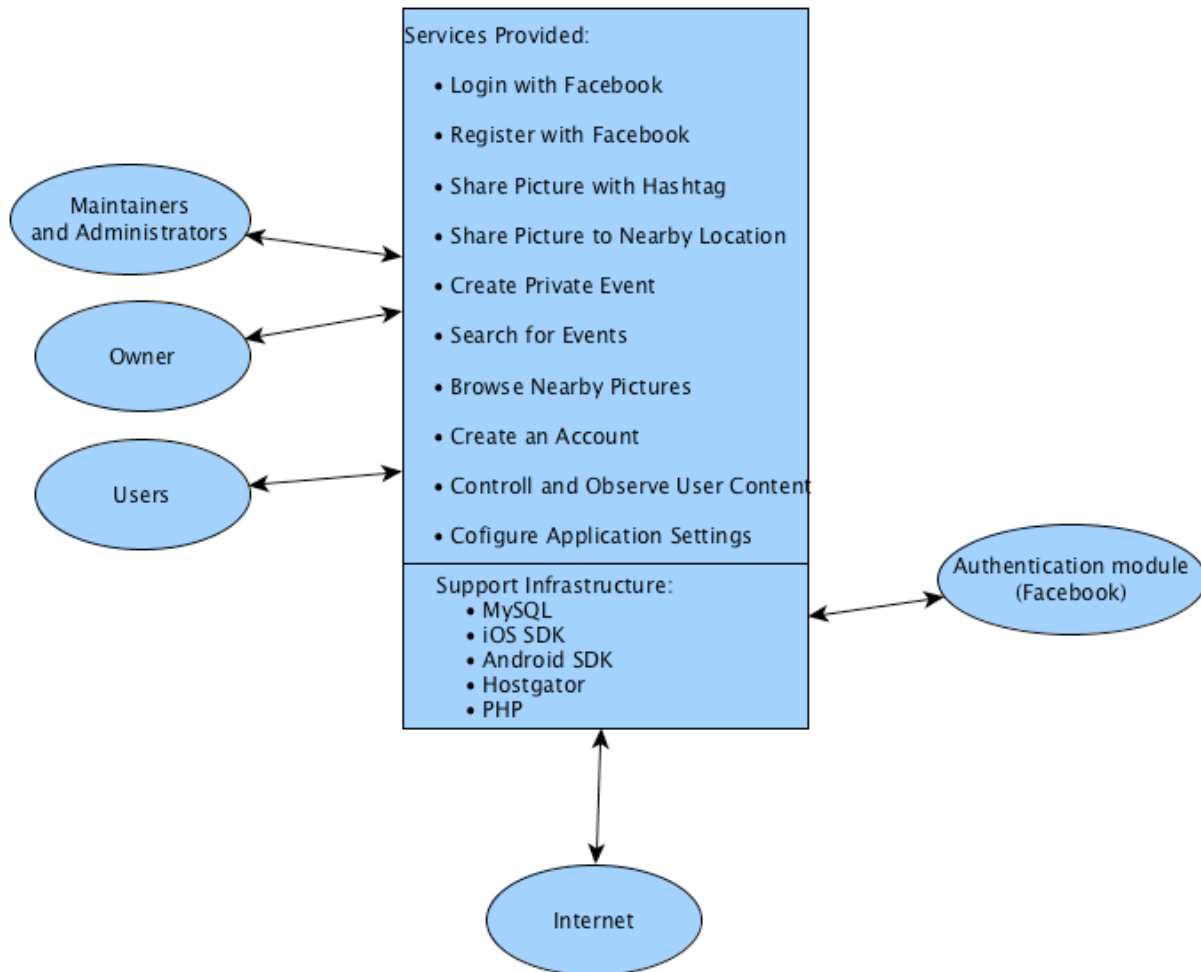 Services Provided:
• Login with Facebook
• Register with Facebook
• Share Picture with Hashtag
• Share Picture to Nearby Location
• Create Private Event
• Search for Events
• Browse Nearby Pictures
• Create an Account
• Controll and Observe User Content
• Cofigure Application Settings
Support Infrastructure:
• MySQL
• iOS SDK
• Android SDK
• Hostgator
• PHP
Maintainers
and Administrators
Owner
Users
Authentication module
(Facebook)
Internet